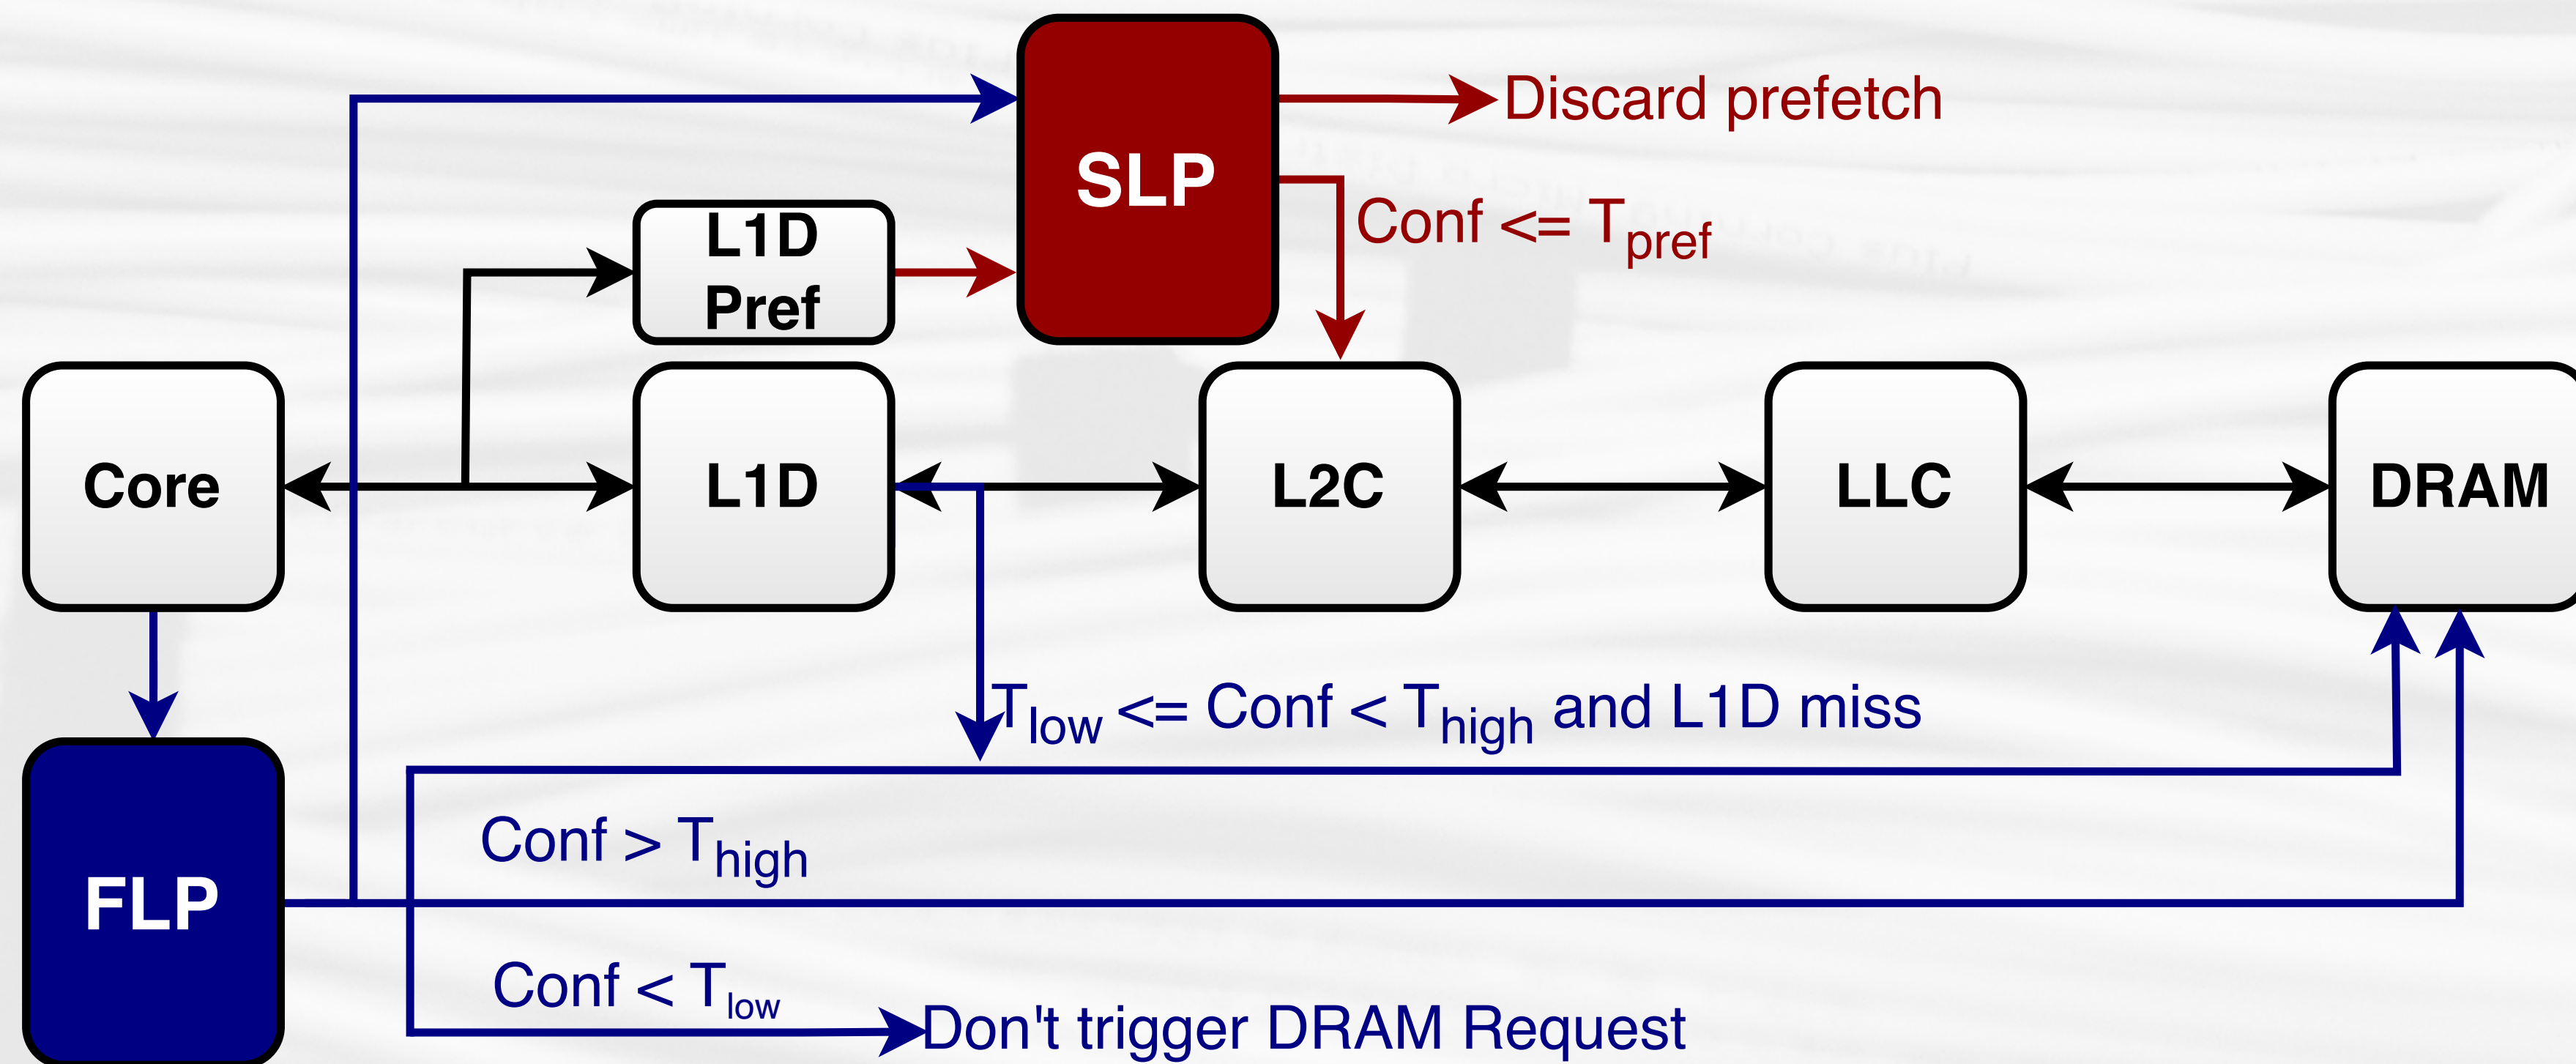 SLP
Discard prefetch
Conf <= Tpref
L1D
Pref
Core
L1D
L2C
LLC
DRAM
Tlow <= Conf < Thigh and L1D miss
Conf > Thigh
FLP
Conf < Tlow
Don't trigger DRAM Request